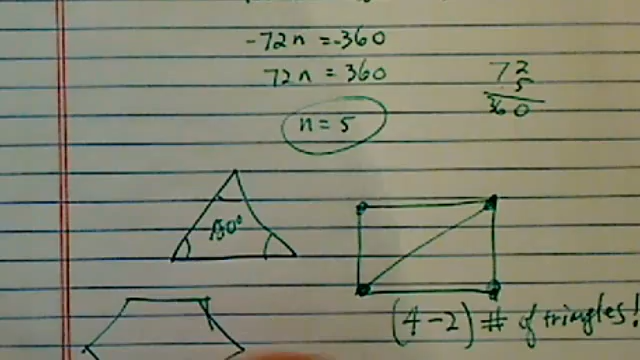 -72n = -360
72n = 360
72
5
360
n = 5
180°
(4-2) # of triangles!